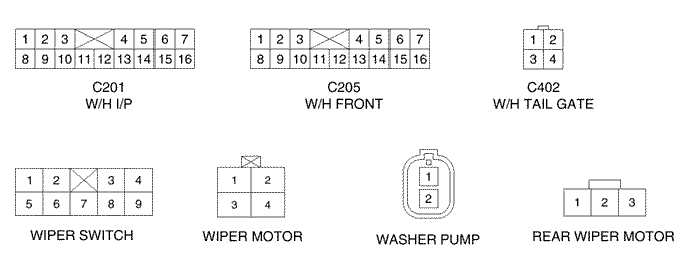 1 2 3 4 5 6 7
8 9 10 11 12 13 14 15 16
C201
W/H I/P
1 2 3 4 5 6 7
8 9 10 11 12 13 14 15 16
C205
W/H FRONT
1 2
3 4
C402
W/H TAIL GATE
1 2 3 4
5 6 7 8 9
WIPER SWITCH
1 2
3 4
WIPER MOTOR
1
2
WASHER PUMP
1 2 3
REAR WIPER MOTOR